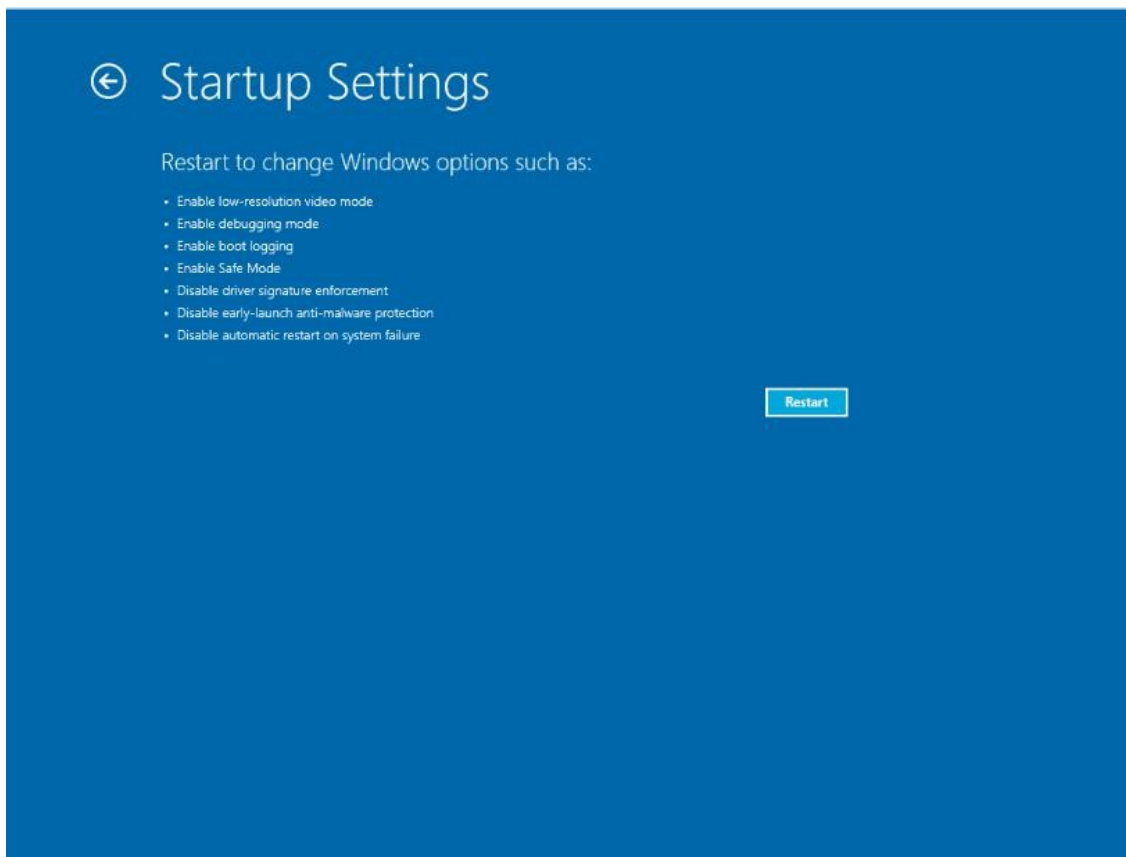 Startup Settings
Restart to change Windows options such as:
• Enable low-resolution video mode
• Enable debugging mode
• Enable boot logging
• Enable Safe Mode
• Disable driver signature enforcement
• Disable early-launch anti-malware protection
• Disable automatic restart on system failure
Restart